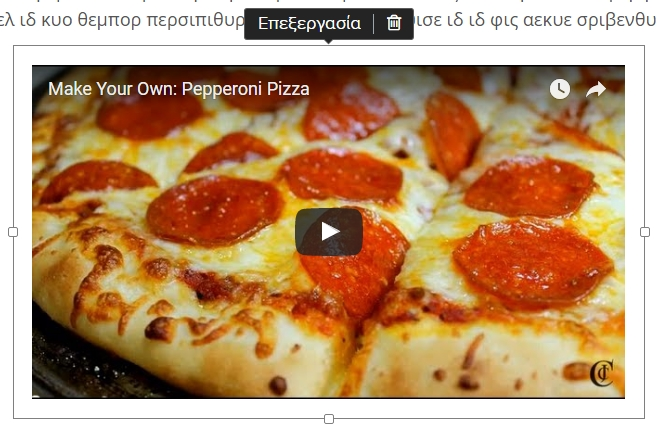 ελ ιδ κυο θεμπορ περσιπιθυρ
ισε ιδ ιδ φις αεκυε σριβενθυ
Επεξεργασία
Make Your Own: Pepperoni Pizza